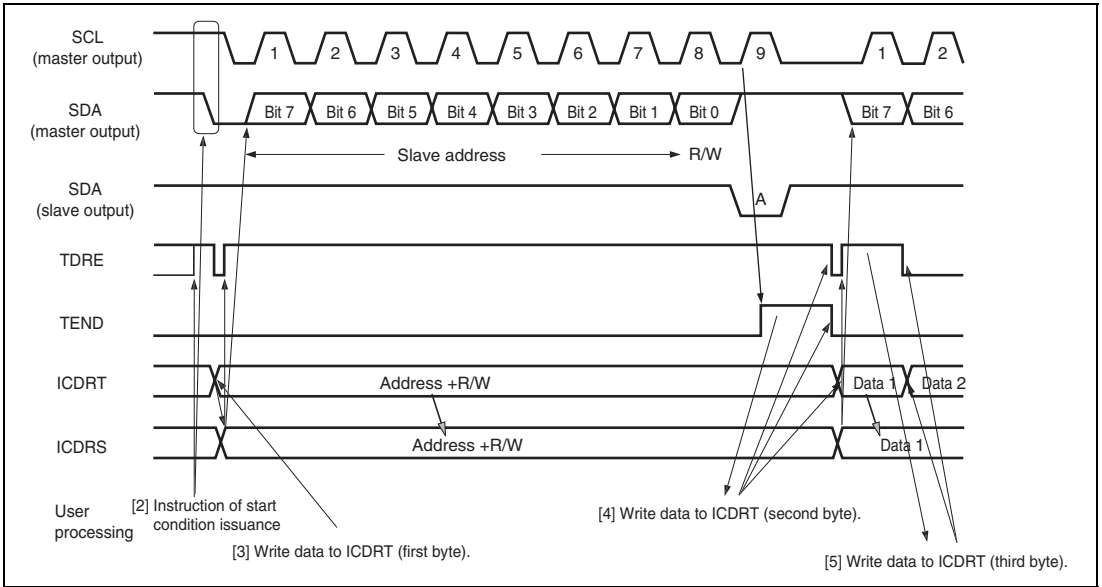 SCL
(master output)
1 2 3 4 5 6 7 8 9 1 2
SDA
(master output)
Bit 7 Bit 6 Bit 5 Bit 4 Bit 3 Bit 2 Bit 1 Bit 0 Bit 7 Bit 6
Slave address R/W
SDA
(slave output)
A
TDRE
TEND
ICDRT
Address +R/W Data 1 Data 2
ICDRS
Address +R/W Data 1
User
processing
[2] Instruction of start
condition issuance
[3] Write data to ICDRT (first byte).
[4] Write data to ICDRT (second byte).
[5] Write data to ICDRT (third byte).